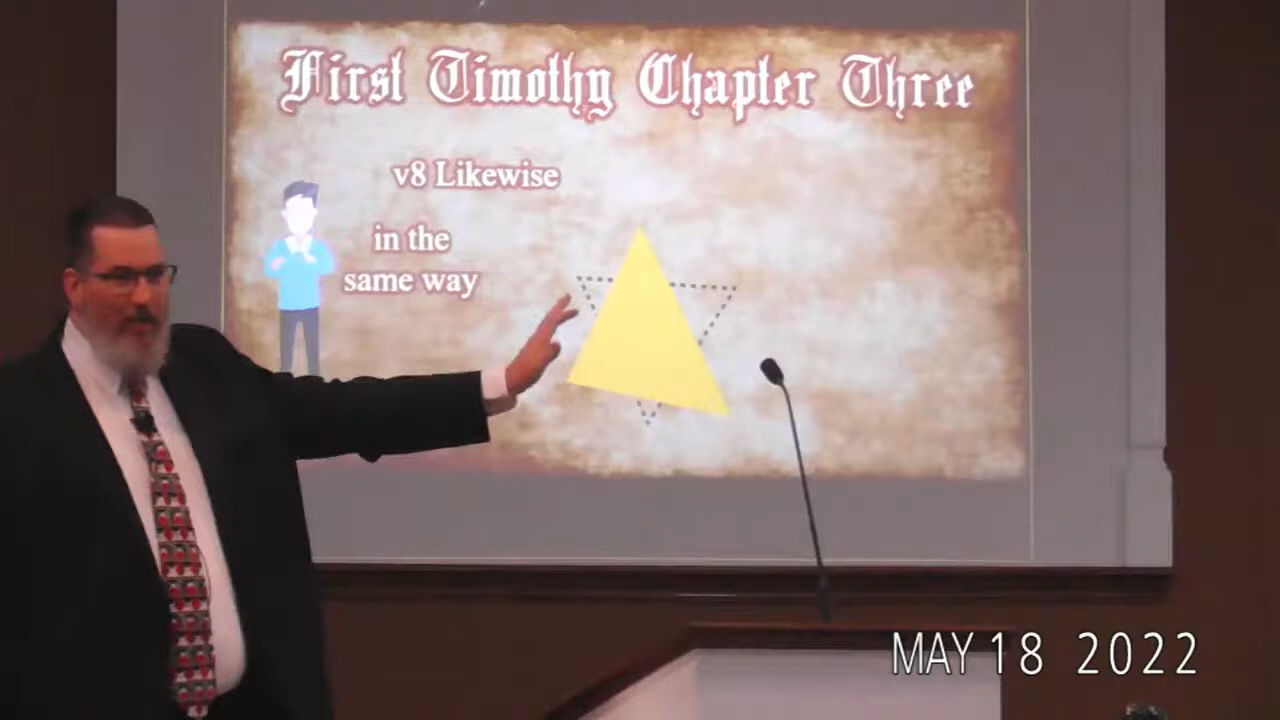 First Timothy Chapter Three
v8 Likewise
in the
same way
MAY 18 2022